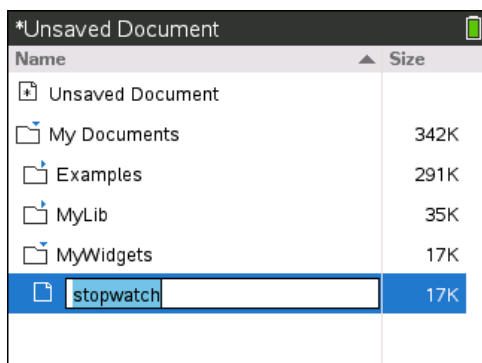 *Unsaved Document
Name Size
Unsaved Document
My Documents 342K
Examples 291K
MyLib 35K
MyWidgets 17K
stopwatch 17K